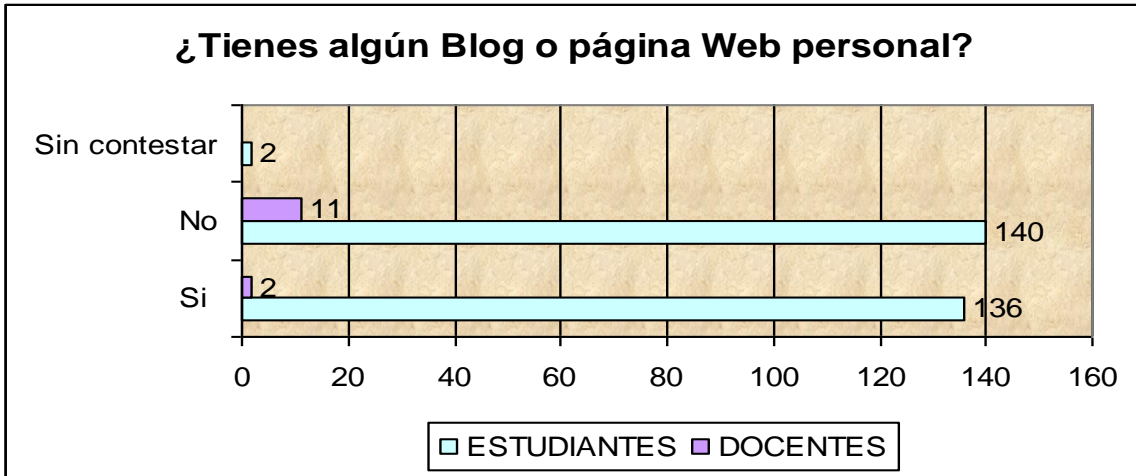 ¿Tienes algún Blog o página Web personal?
Sin contestar
2
No
11
140
Si
2
136
0 20 40 60 80 100 120 140 160
ESTUDIANTES DOCENTES